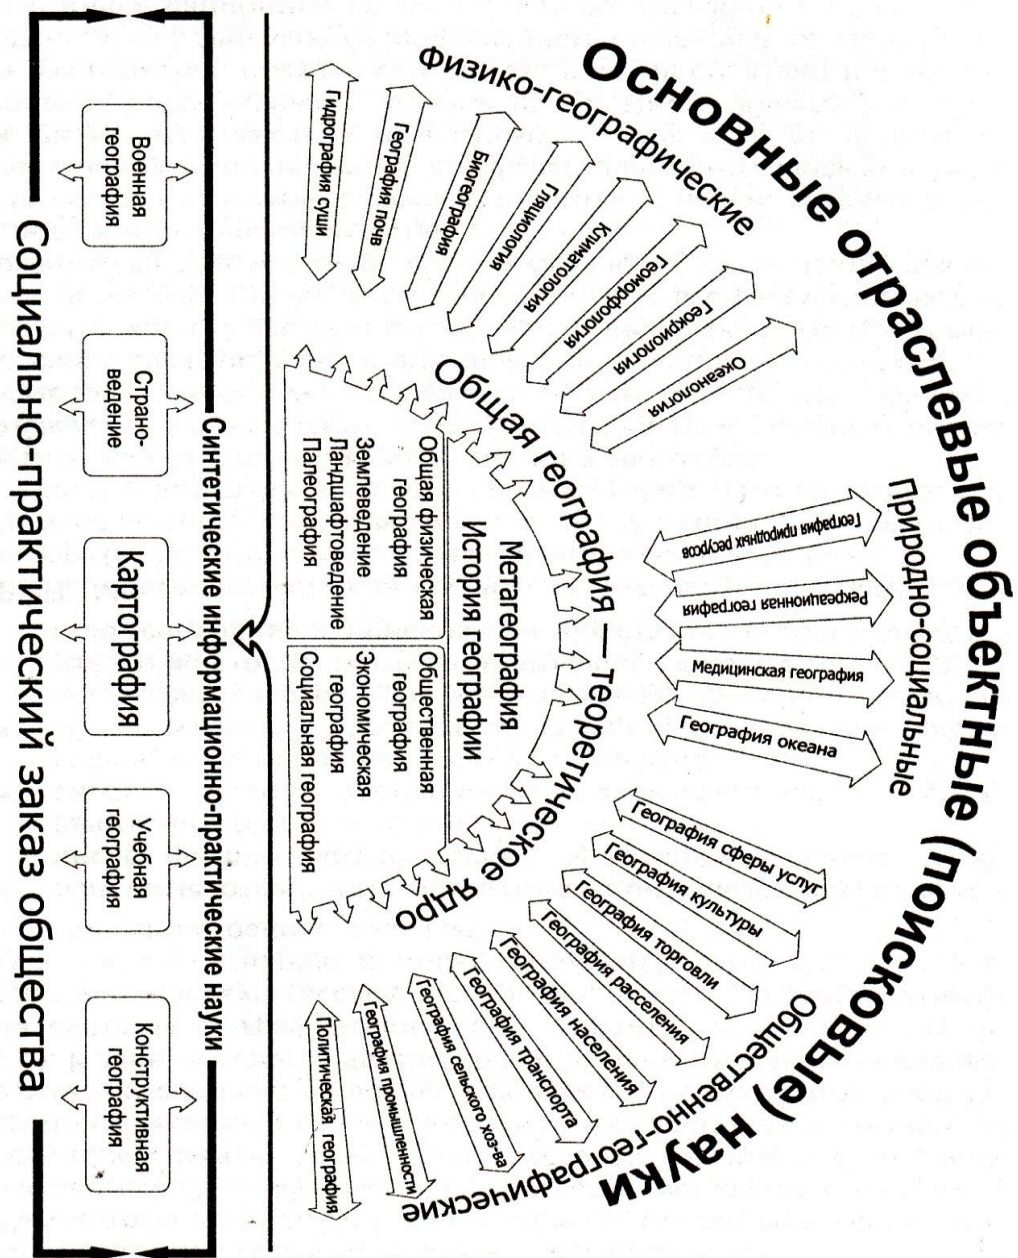 Основные отраслевые объектные (поисковые) науки
Физико-географические
Природно-социальные
Общественно-географические
Гидрография суши
География почв
Биогеография
Гляциология
Климатология
Геоморфология
Геокриология
Океанология
География природных ресурсов
Рекреационная география
Медицинская география
География океана
География сферы услуг
География культуры
География торговли
География расселения
География населения
География транспорта
География сельского хоз-ва
География промышленности
Политическая география
Общая география — теоретическое ядро
Метагеография
История географии
Общая физическая
география
Землеведение
Ландшафтоведение
Палеография
Общественная
география
Экономическая
география
Социальная география
Синтетические информационно-практические науки
Военная
география
Страно-
ведение
Картография
Учебная
география
Конструктивная
география
Социально-практический заказ общества